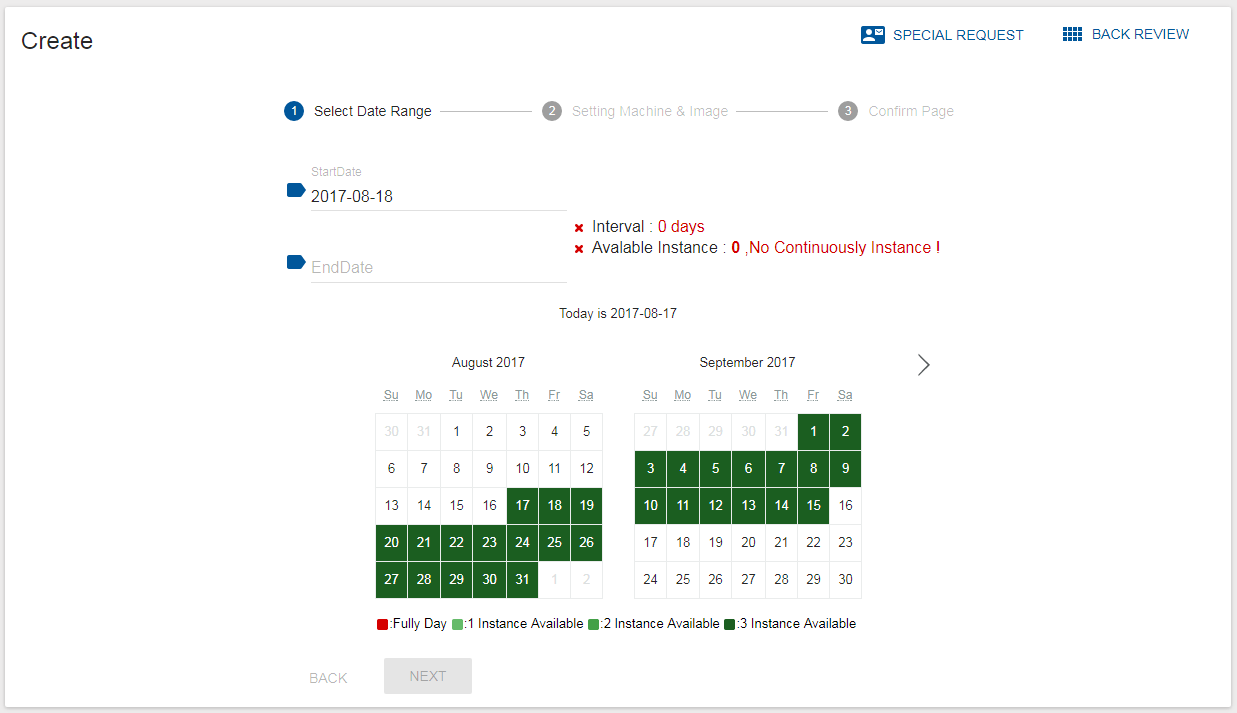 Create
SPECIAL REQUEST
BACK REVIEW
1 Select Date Range
2 Setting Machine & Image
3 Confirm Page
StartDate
2017-08-18
Interval : 0 days
Avalable Instance : 0 ,No Continuously Instance !
EndDate
Today is 2017-08-17
August 2017
Su Mo Tu We Th Fr Sa
30 31 1 2 3 4 5
6 7 8 9 10 11 12
13 14 15 16 17 18 19
20 21 22 23 24 25 26
27 28 29 30 31 1 2
September 2017
Su Mo Tu We Th Fr Sa
27 28 29 30 31 1 2
3 4 5 6 7 8 9
10 11 12 13 14 15 16
17 18 19 20 21 22 23
24 25 26 27 28 29 30
:Fully Day :1 Instance Available :2 Instance Available :3 Instance Available
BACK
NEXT